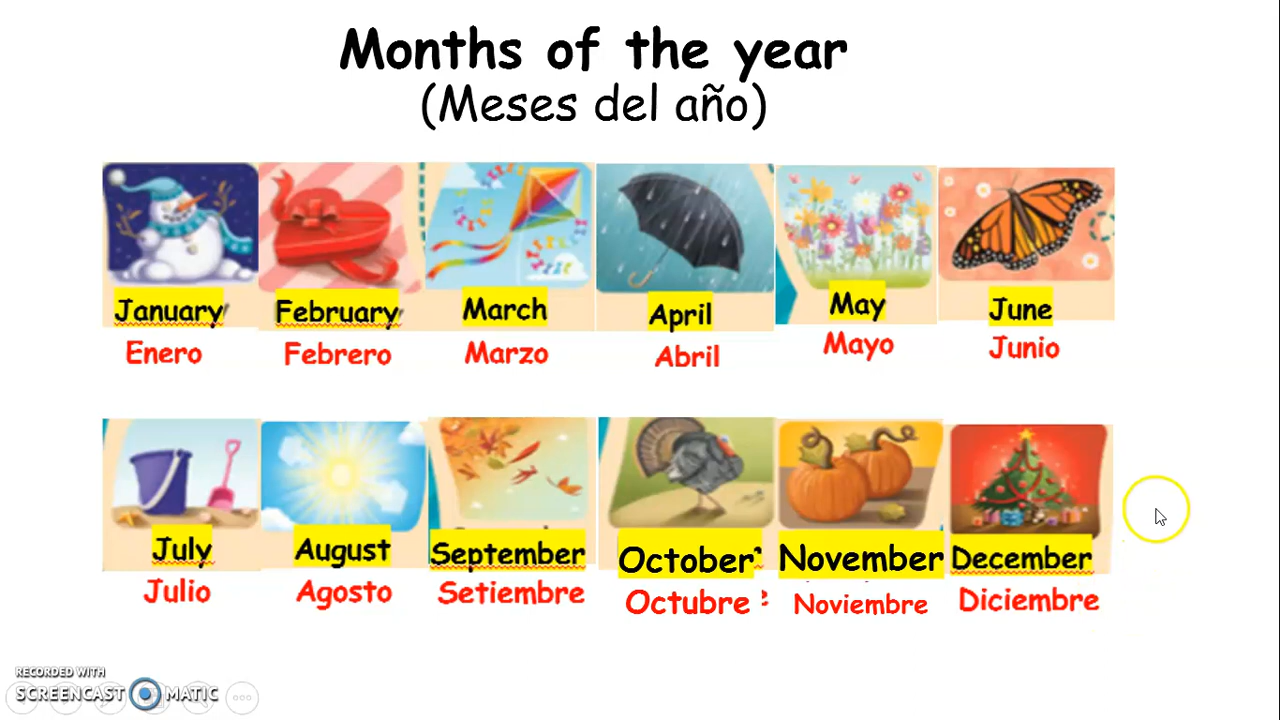 Months of the year
(Meses del año)
January February March April May June
Enero Febrero Marzo Abril Mayo Junio
July August September October November December
Julio Agosto Setiembre Octubre Noviembre Diciembre
RECORDED WITH
SCREENCAST MATIC